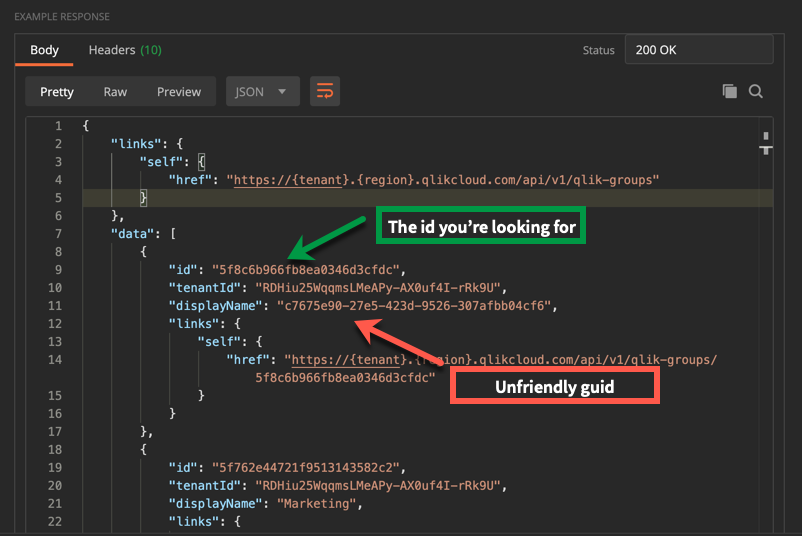 EXAMPLE RESPONSE
Body Headers (10) Status 200 OK
Pretty Raw Preview JSON
1 {
2 "links": {
3 "self": {
4 "href": "https://{tenant}.{region}.qlikcloud.com/api/v1/qlik-groups"
5 }
6 },
7 "data": [
The id you're looking for
8 {
9 "id": "5f8c6b966fb8ea0346d3cfdc",
10 "tenantId": "RDHiu25WqqmsLMeAPy-AX0uf4I-rRk9U",
11 "displayName": "c7675e90-27e5-423d-9526-307afbb04cf6",
12 "links": {
13 "self": {
14 "href": "https://{tenant}.{region}.qlikcloud.com/api/v1/qlik-groups/
5f8c6b966fb8ea0346d3cfdc"
Unfriendly guid
15 }
16 }
17 },
18 {
19 "id": "5f762e44721f9513143582c2",
20 "tenantId": "RDHiu25WqqmsLMeAPy-AX0uf4I-rRk9U",
21 "displayName": "Marketing",
22 "links": {